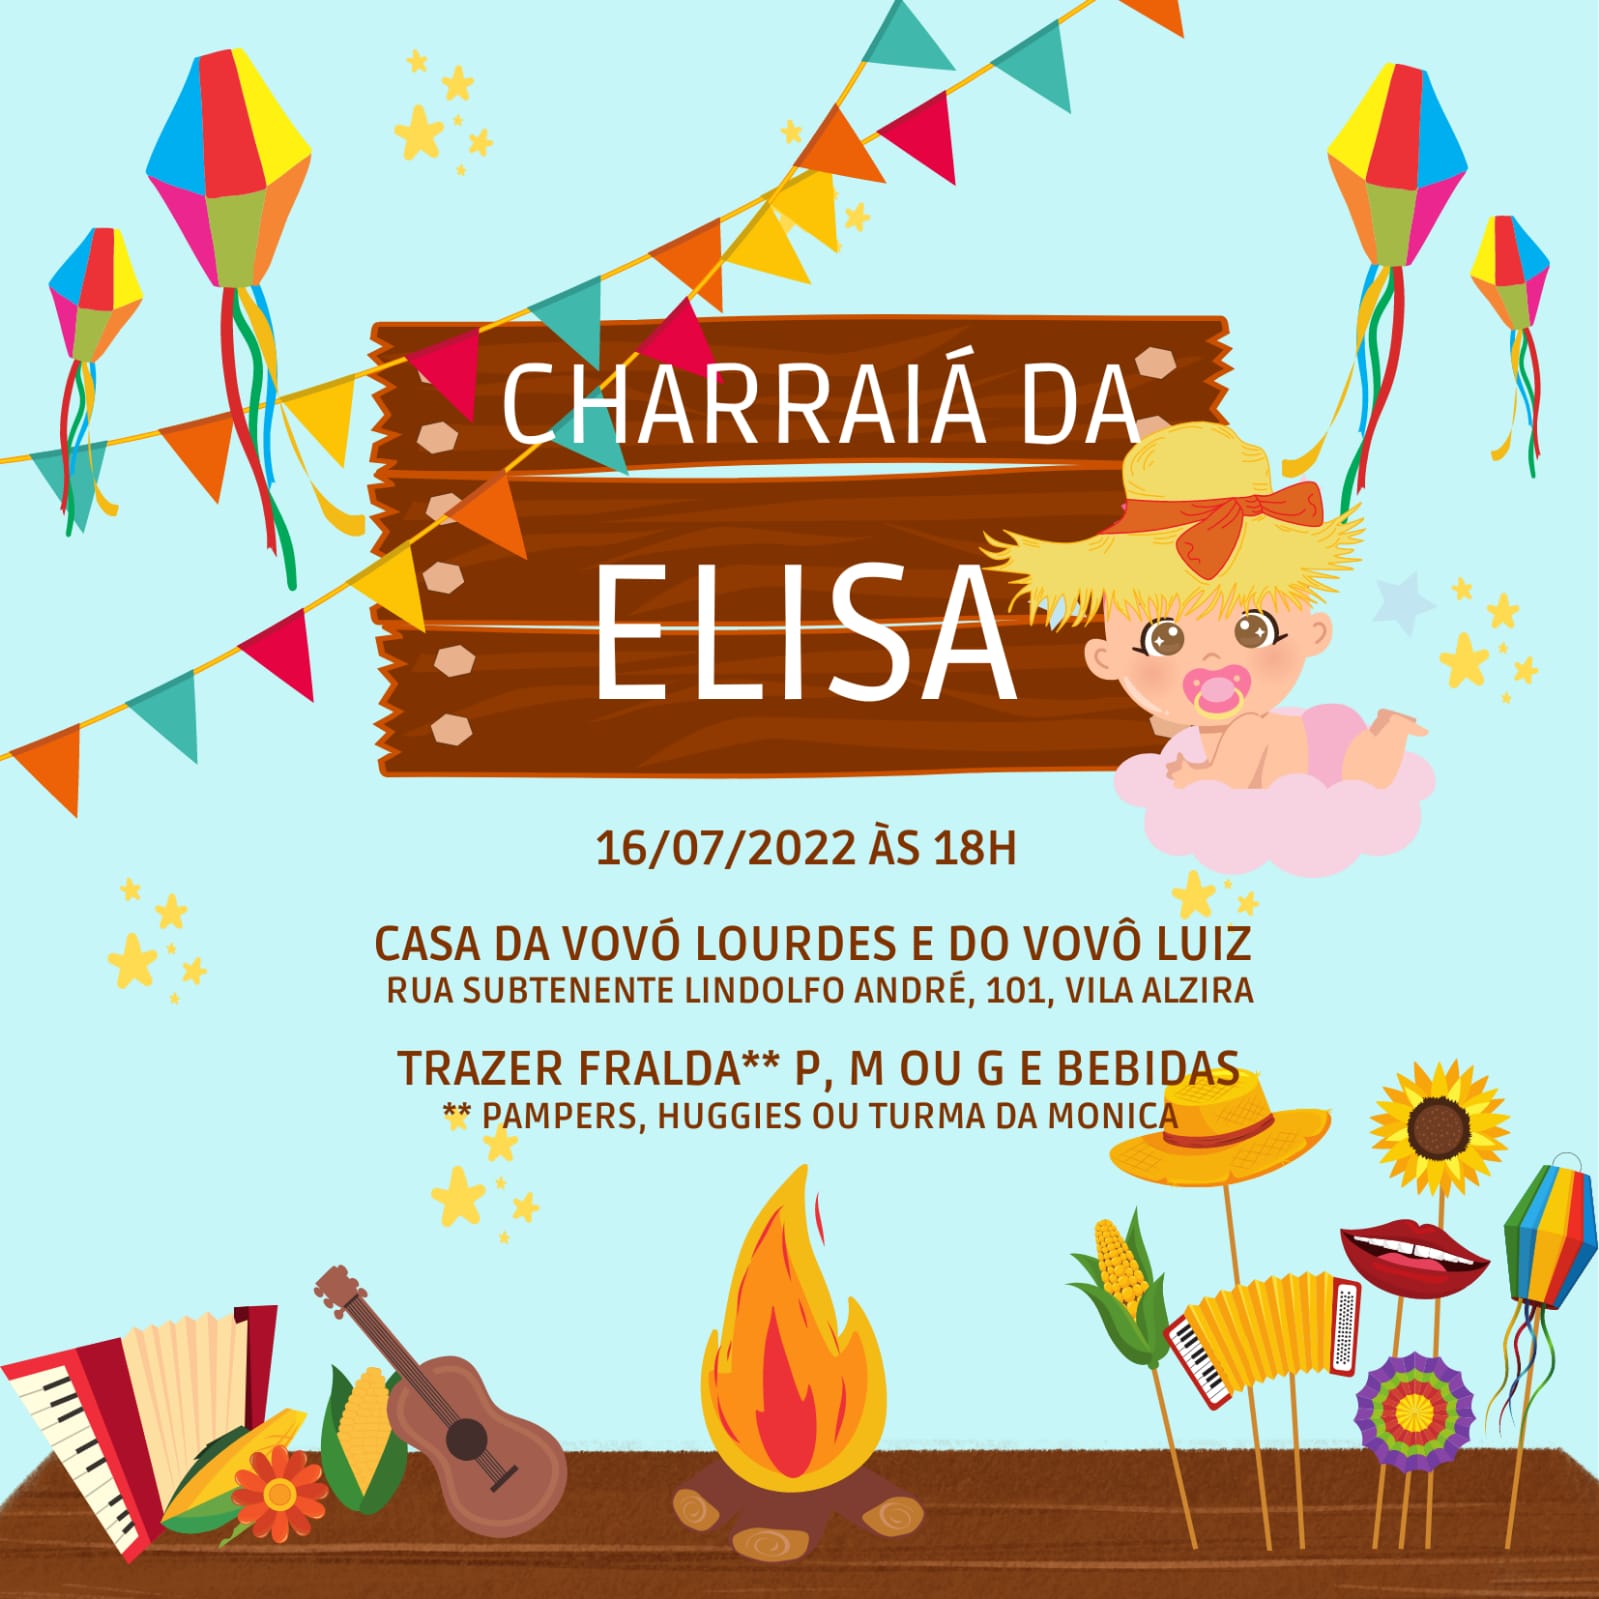 CHARRAIÁ DA
ELISA
16/07/2022 ÀS 18H
CASA DA VOVÓ LOURDES E DO VOVÔ LUIZ
RUA SUBTENENTE LINDOLFO ANDRÉ, 101, VILA ALZIRA
TRAZER FRALDA** P, M OU G E BEBIDAS
** PAMPERS, HUGGIES OU TURMA DA MONICA